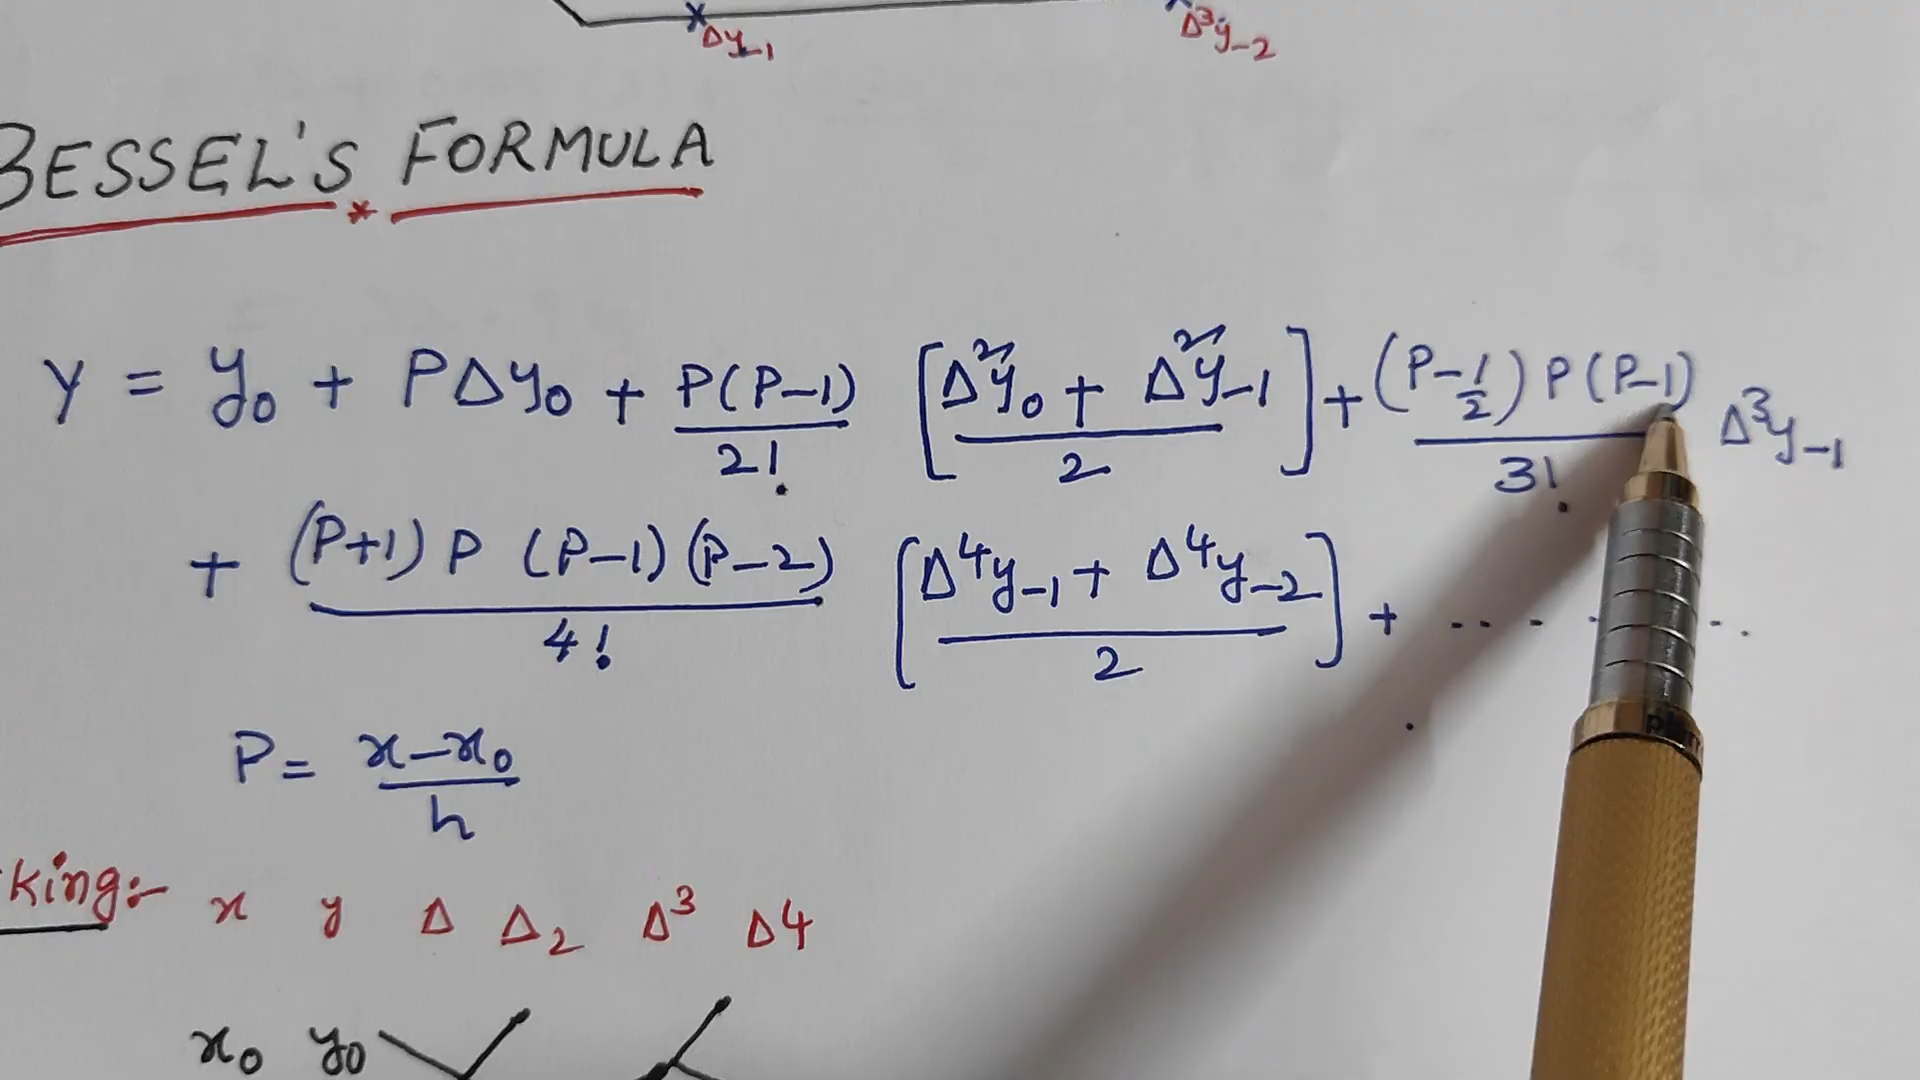 Δy₋₁ Δ³y₋₂
BESSEL'S FORMULA
y = y₀ + PΔy₀ + P(P-1)/2! [(Δ²y₀ + Δ²y₋₁)/2] + (P-1/2) P (P-1)/3! Δ³y₋₁
+ (P+1) P (P-1) (P-2)/4! [(Δ⁴y₋₁ + Δ⁴y₋₂)/2] + .......
P = (x-x₀)/h
king:- x y Δ Δ₂ Δ³ Δ4
x₀ y₀